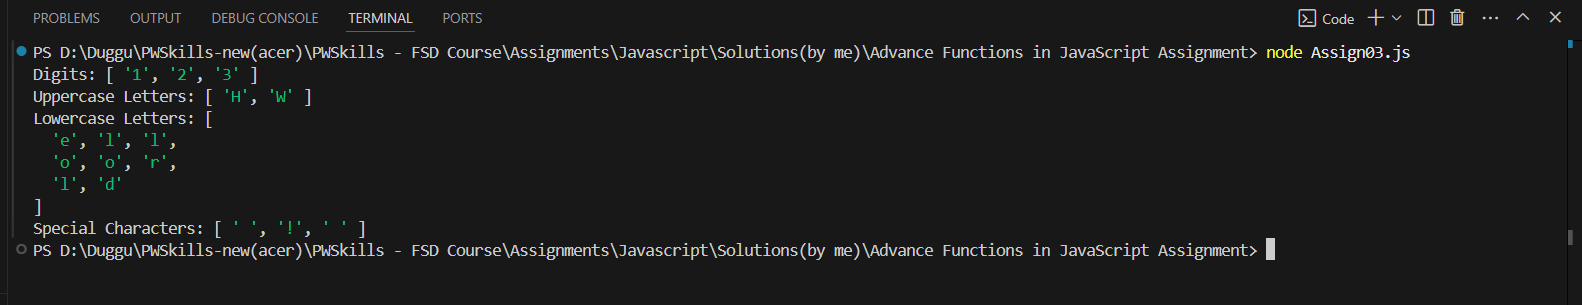 PROBLEMS OUTPUT DEBUG CONSOLE TERMINAL PORTS Code
PS D:\Duggu\PWSkills-new(acer)\PWSkills - FSD Course\Assignments\Javascript\Solutions(by me)\Advance Functions in JavaScript Assignment> node Assign03.js
Digits: [ '1', '2', '3' ]
Uppercase Letters: [ 'H', 'W' ]
Lowercase Letters: [
  'e', 'l', 'l',
  'o', 'o', 'r',
  'l', 'd'
]
Special Characters: [ ' ', '!', ' ' ]
PS D:\Duggu\PWSkills-new(acer)\PWSkills - FSD Course\Assignments\Javascript\Solutions(by me)\Advance Functions in JavaScript Assignment>